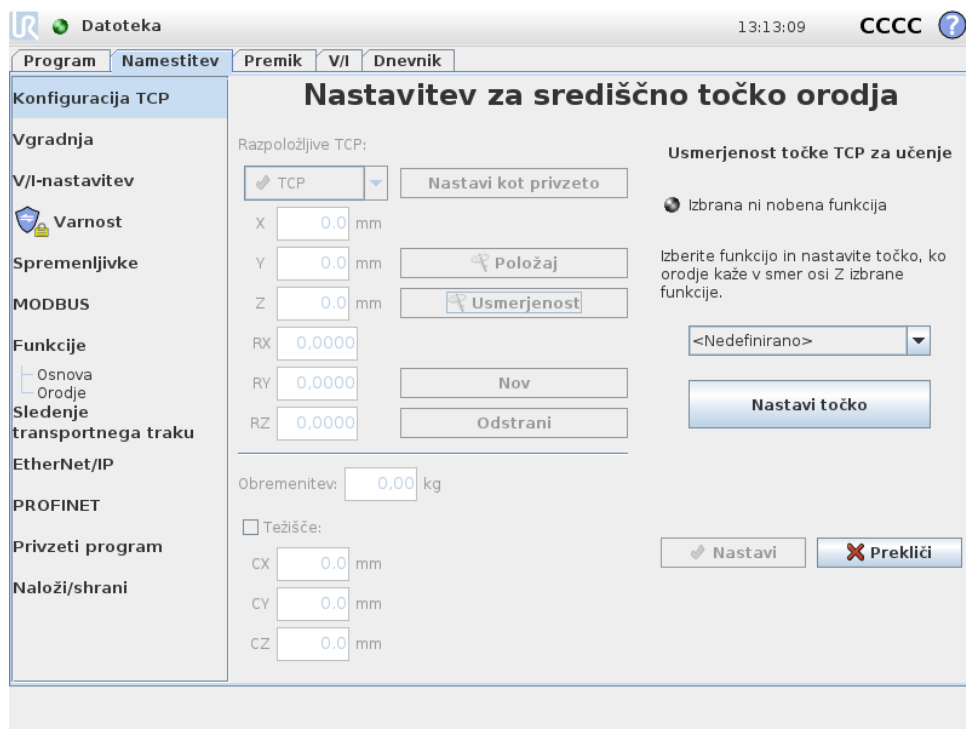 UR Datoteka 13:13:09 CCCC ?
Program Namestitev Premik V/I Dnevnik
Konfiguracija TCP
Vgradnja
V/I-nastavitev
Varnost
Spremenljivke
MODBUS
Funkcije
Osnova
Orodje
Sledenje
transportnega traku
EtherNet/IP
PROFINET
Privzeti program
Naloži/shrani
Nastavitev za središčno točko orodja
Razpoložljive TCP:
TCP Nastavi kot privzeto
X 0.0 mm
Y 0.0 mm Položaj
Z 0.0 mm Usmerjenost
RX 0,0000
RY 0,0000 Nov
RZ 0,0000 Odstrani
Obremenitev: 0,00 kg
Težišče:
CX 0.0 mm
CY 0.0 mm
CZ 0.0 mm
Usmerjenost točke TCP za učenje
Izbrana ni nobena funkcija
Izberite funkcijo in nastavite točko, ko
orodje kaže v smer osi Z izbrane
funkcije.
<Nedefinirano>
Nastavi točko
Nastavi Prekliči